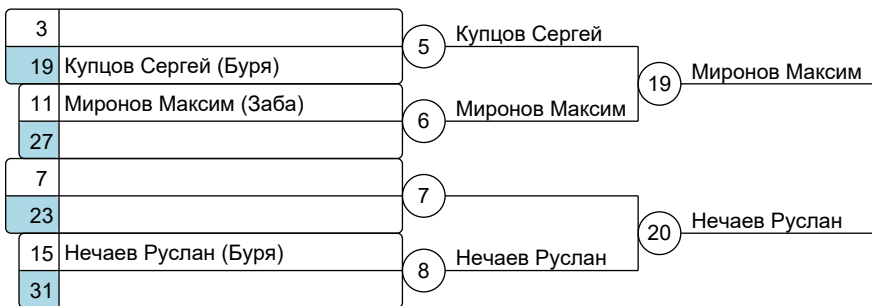 3
19 Купцов Сергей (Буря)
11 Миронов Максим (Заба)
27
7
23
15 Нечаев Руслан (Буря)
31
5
Купцов Сергей
6
Миронов Максим
7
8
Нечаев Руслан
19
Миронов Максим
20
Нечаев Руслан